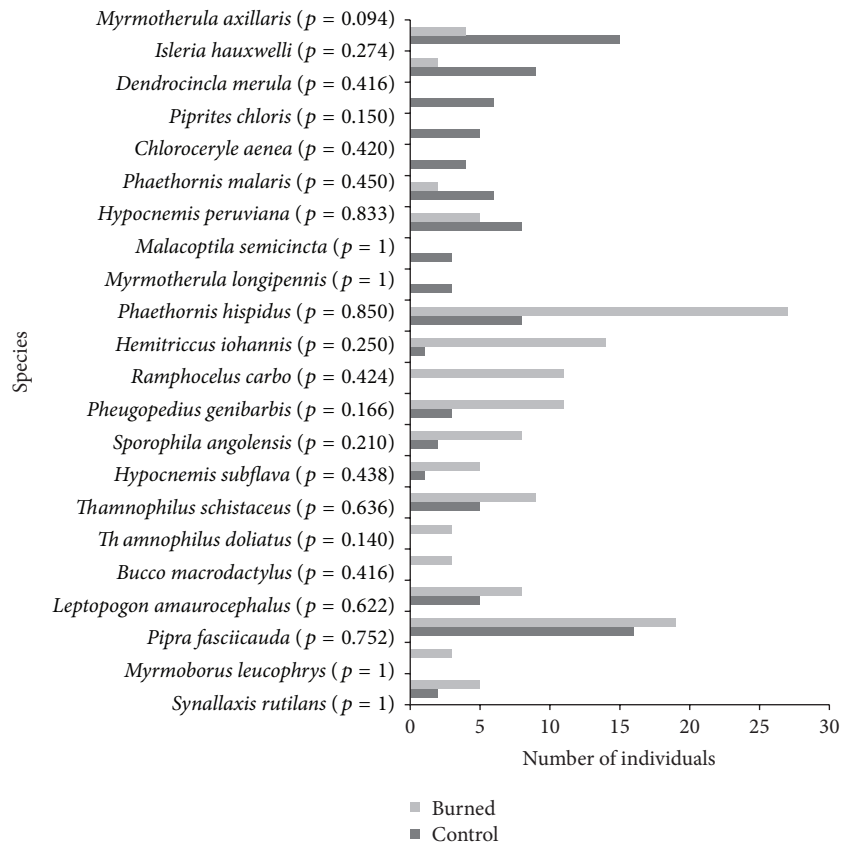 Myrmotherula axillaris (p = 0.094)
Isleria hauxwelli (p = 0.274)
Dendrocincla merula (p = 0.416)
Piprites chloris (p = 0.150)
Chloroceryle aenea (p = 0.420)
Phaethornis malaris (p = 0.450)
Hypocnemis peruviana (p = 0.833)
Malacoptila semicincta (p = 1)
Myrmotherula longipennis (p = 1)
Phaethornis hispidus (p = 0.850)
Hemitriccus iohannis (p = 0.250)
Ramphocelus carbo (p = 0.424)
Pheugopedius genibarbis (p = 0.166)
Sporophila angolensis (p = 0.210)
Hypocnemis subflava (p = 0.438)
Thamnophilus schistaceus (p = 0.636)
Th amnophilus doliatus (p = 0.140)
Bucco macrodactylus (p = 0.416)
Leptopogon amaurocephalus (p = 0.622)
Pipra fasciicauda (p = 0.752)
Myrmoborus leucophrys (p = 1)
Synallaxis rutilans (p = 1)
Species
0 5 10 15 20 25 30
Number of individuals
Burned
Control